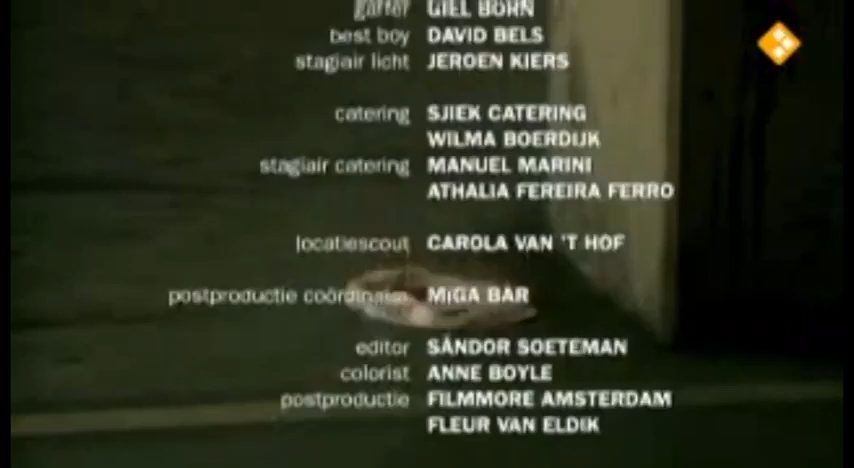 gaffer GIEL BORN
best boy DAVID BELS
stagiair licht JEROEN KIERS
catering SJIEK CATERING
WILMA BOERDIJK
stagiair catering MANUEL MARINI
ATHALIA FEREIRA FERRO
locatiescout CAROLA VAN 'T HOF
postproductie MIGA BAR
editor SÁNDOR SOETEMAN
colorist ANNE BOYLE
postproductie FILMMORE AMSTERDAM
FLEUR VAN ELDIK